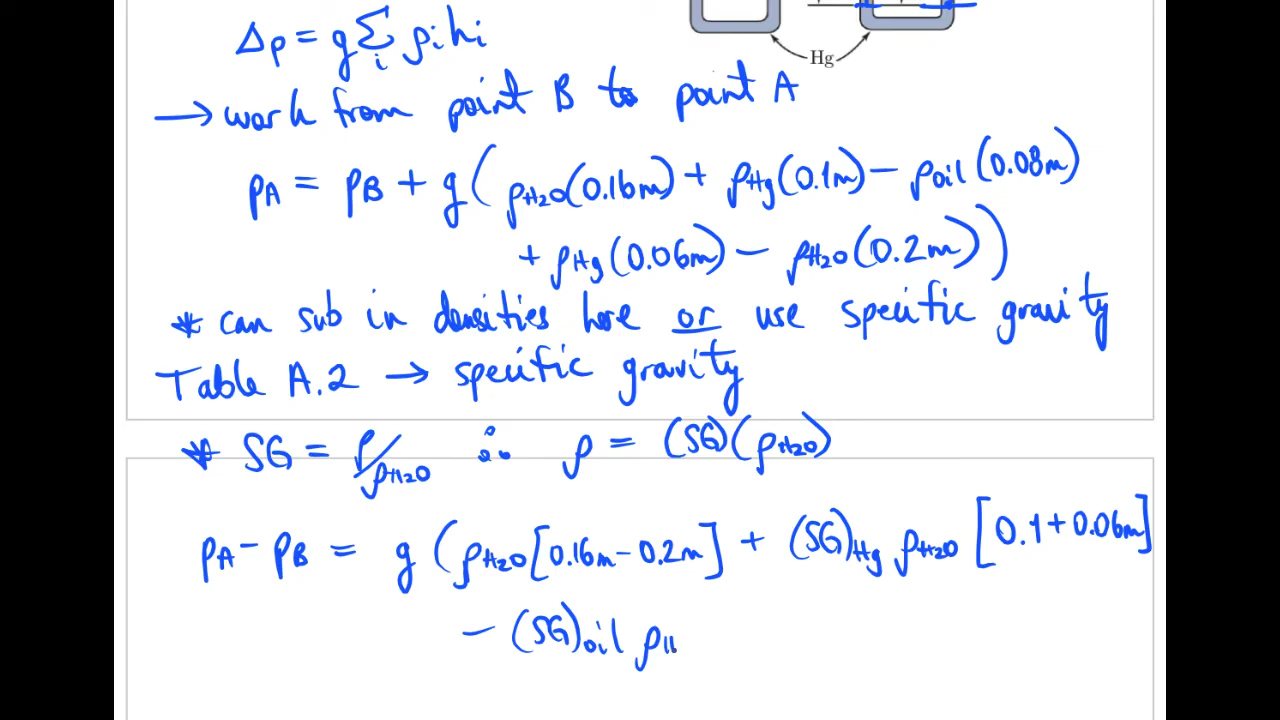 Δp = g Σᵢ ρᵢ hᵢ
Hg
→ work from point B to point A
pA = pB + g(ρH₂O(0.16m) + ρHg(0.1m) − ρoil(0.08m)
+ ρHg(0.06m) − ρH₂O(0.2m))
* can sub in densities here or use specific gravity
Table A.2 → specific gravity
* SG = ρ/ρH₂O ∴ ρ = (SG)(ρH₂O)
pA − pB = g(ρH₂O[0.16m − 0.2m] + (SG)Hg ρH₂O [0.1 + 0.06m]
− (SG)oil ρH